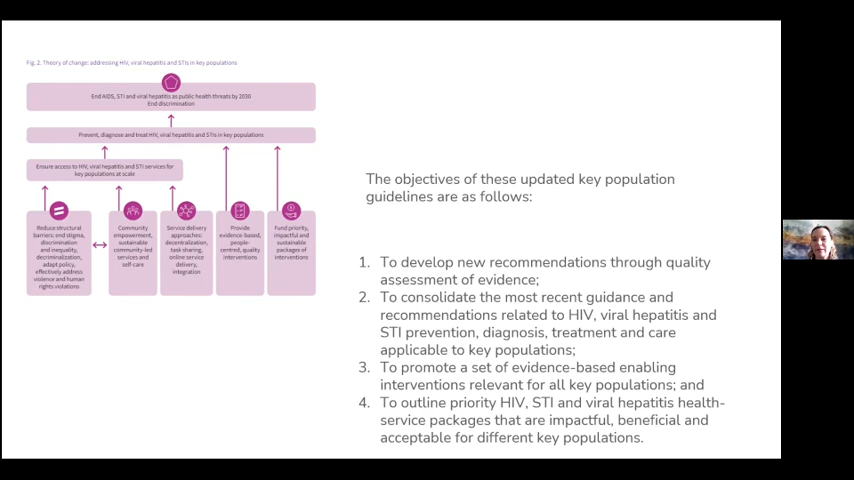 Fig. 2. Theory of change: addressing HIV, viral hepatitis and STIs in key populations
End AIDS, STI and viral hepatitis as public health threats by 2030
End discrimination
Prevent, diagnose and treat HIV, viral hepatitis and STIs in key populations
Ensure access to HIV, viral hepatitis and STI services for
key populations at scale
Reduce structural
barriers: end stigma,
discrimination
and inequality,
decriminalization,
adapt policy,
effectively address
violence and human
rights violations
Community
empowerment,
sustainable
community-led
services and
self-care
Service delivery
approaches:
decentralization,
task sharing,
online service
delivery,
integration
Provide
evidence-based,
people-
centred, quality
interventions
Fund priority,
impactful and
sustainable
packages of
interventions
The objectives of these updated key population
guidelines are as follows:
1. To develop new recommendations through quality
assessment of evidence;
2. To consolidate the most recent guidance and
recommendations related to HIV, viral hepatitis and
STI prevention, diagnosis, treatment and care
applicable to key populations;
3. To promote a set of evidence-based enabling
interventions relevant for all key populations; and
4. To outline priority HIV, STI and viral hepatitis health-
service packages that are impactful, beneficial and
acceptable for different key populations.